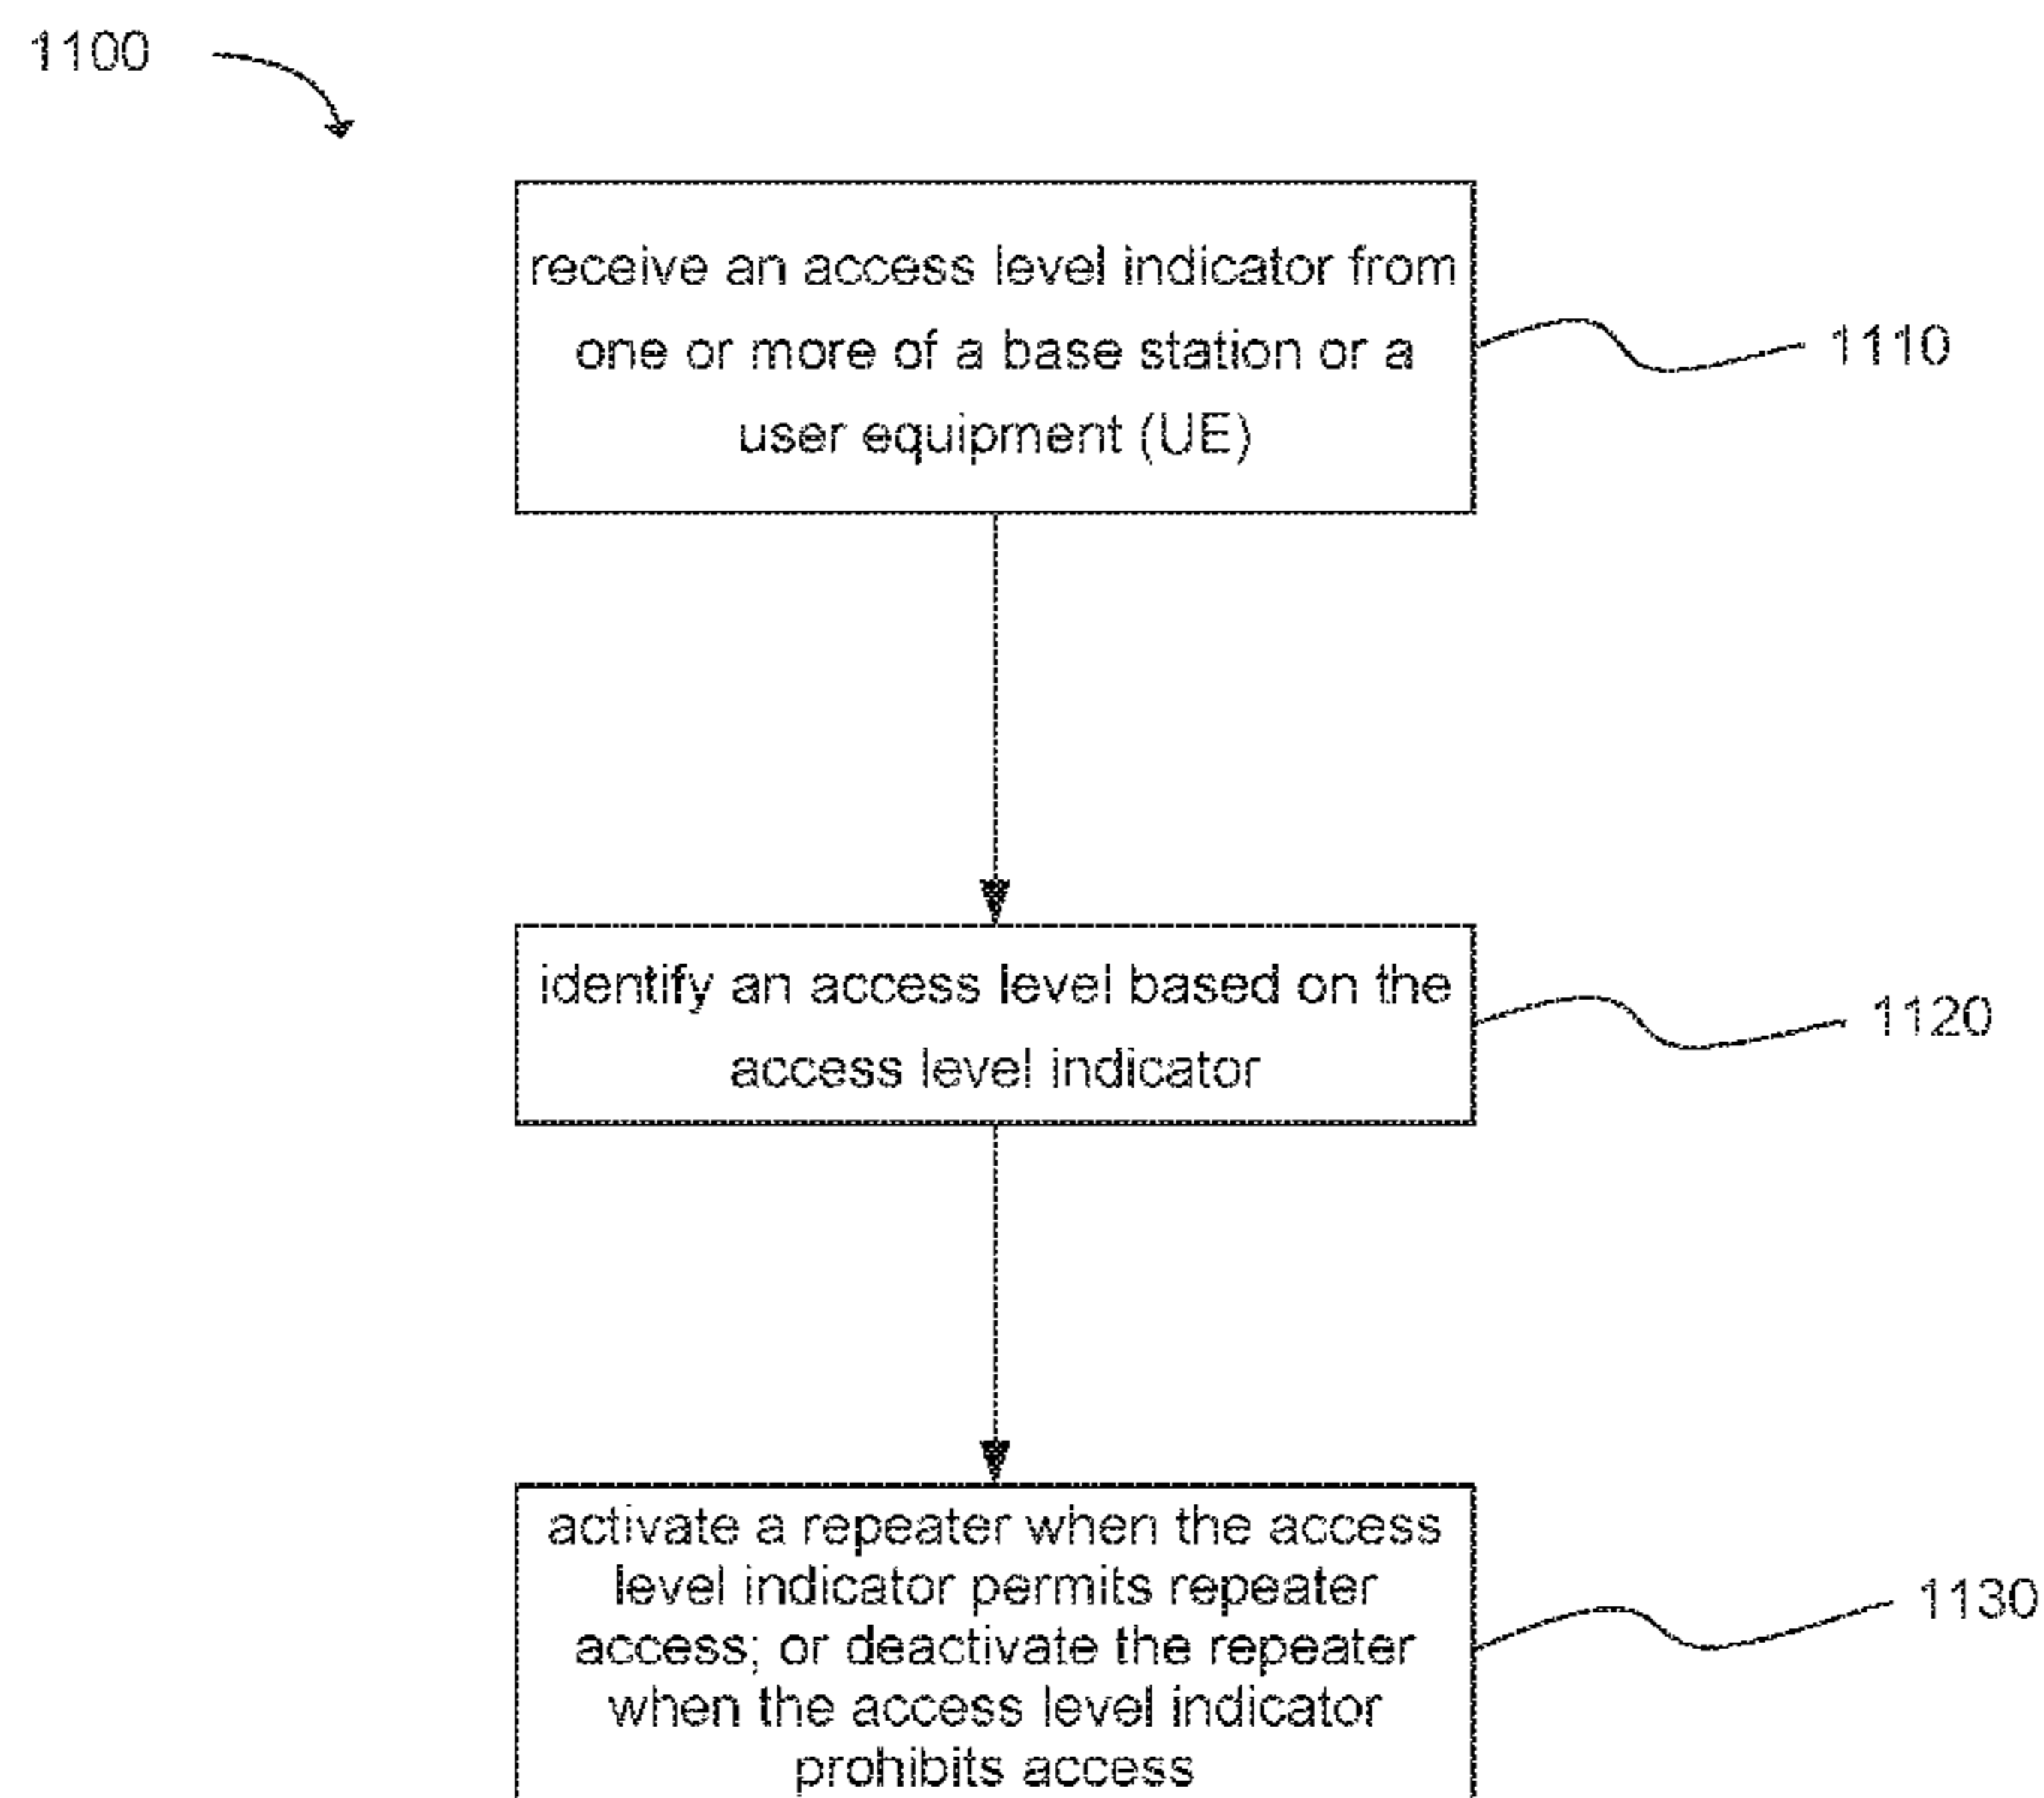 1100
receive an access level indicator from
one or more of a base station or a
user equipment (UE)
1110
identify an access level based on the
access level indicator
1120
activate a repeater when the access
level indicator permits repeater
access; or deactivate the repeater
when the access level indicator
prohibits access
1130